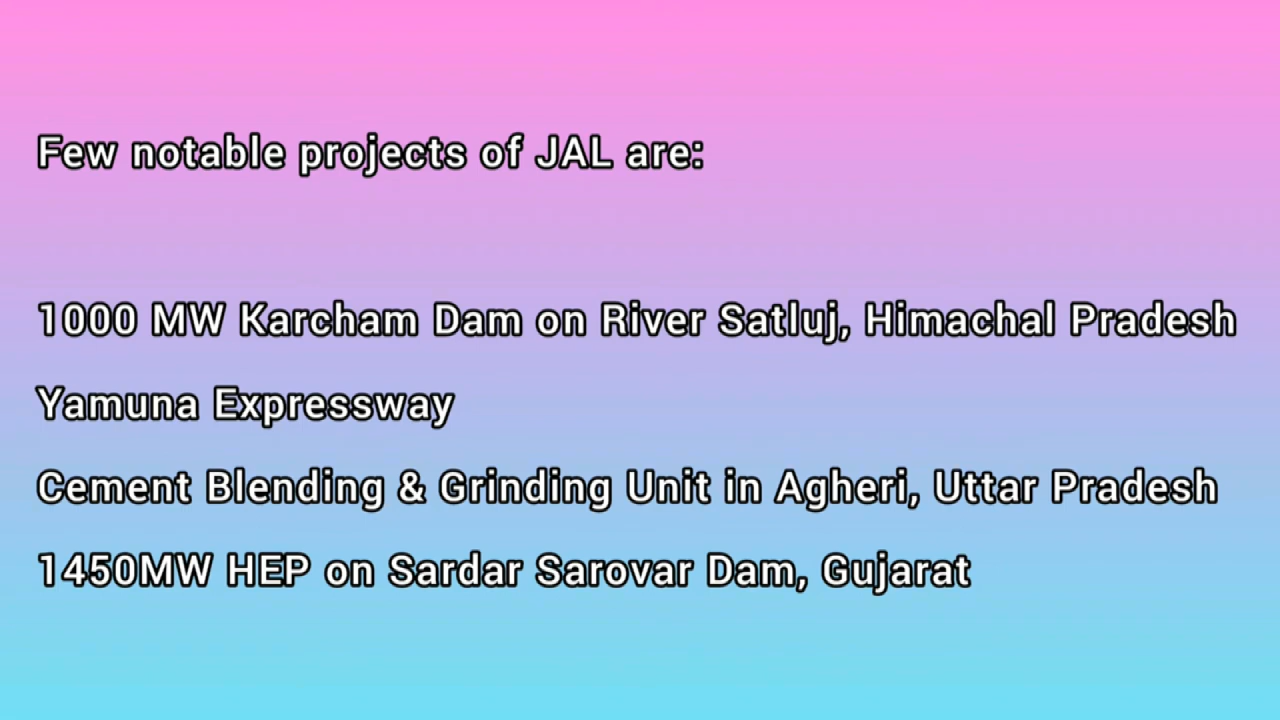 Few notable projects of JAL are:
1000 MW Karcham Dam on River Satluj, Himachal Pradesh
Yamuna Expressway
Cement Blending & Grinding Unit in Agheri, Uttar Pradesh
1450MW HEP on Sardar Sarovar Dam, Gujarat